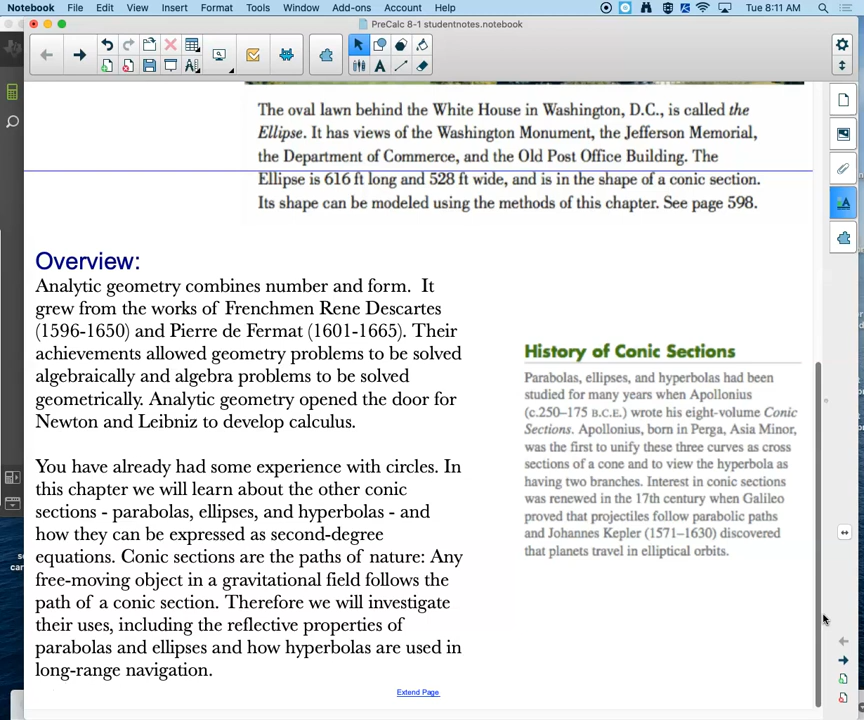 Notebook File Edit View Insert Format Tools Window Add-ons Account Help Tue 8:11 AM
PreCalc 8-1 studentnotes.notebook
The oval lawn behind the White House in Washington, D.C., is called the
Ellipse. It has views of the Washington Monument, the Jefferson Memorial,
the Department of Commerce, and the Old Post Office Building. The
Ellipse is 616 ft long and 528 ft wide, and is in the shape of a conic section.
Its shape can be modeled using the methods of this chapter. See page 598.
Overview:
Analytic geometry combines number and form. It
grew from the works of Frenchmen Rene Descartes
(1596-1650) and Pierre de Fermat (1601-1665). Their
achievements allowed geometry problems to be solved
algebraically and algebra problems to be solved
geometrically. Analytic geometry opened the door for
Newton and Leibniz to develop calculus.
You have already had some experience with circles. In
this chapter we will learn about the other conic
sections - parabolas, ellipses, and hyperbolas - and
how they can be expressed as second-degree
equations. Conic sections are the paths of nature: Any
free-moving object in a gravitational field follows the
path of a conic section. Therefore we will investigate
their uses, including the reflective properties of
parabolas and ellipses and how hyperbolas are used in
long-range navigation.
History of Conic Sections
Parabolas, ellipses, and hyperbolas had been
studied for many years when Apollonius
(c.250–175 B.C.E.) wrote his eight-volume Conic
Sections. Apollonius, born in Perga, Asia Minor,
was the first to unify these three curves as cross
sections of a cone and to view the hyperbola as
having two branches. Interest in conic sections
was renewed in the 17th century when Galileo
proved that projectiles follow parabolic paths
and Johannes Kepler (1571–1630) discovered
that planets travel in elliptical orbits.
Extend Page